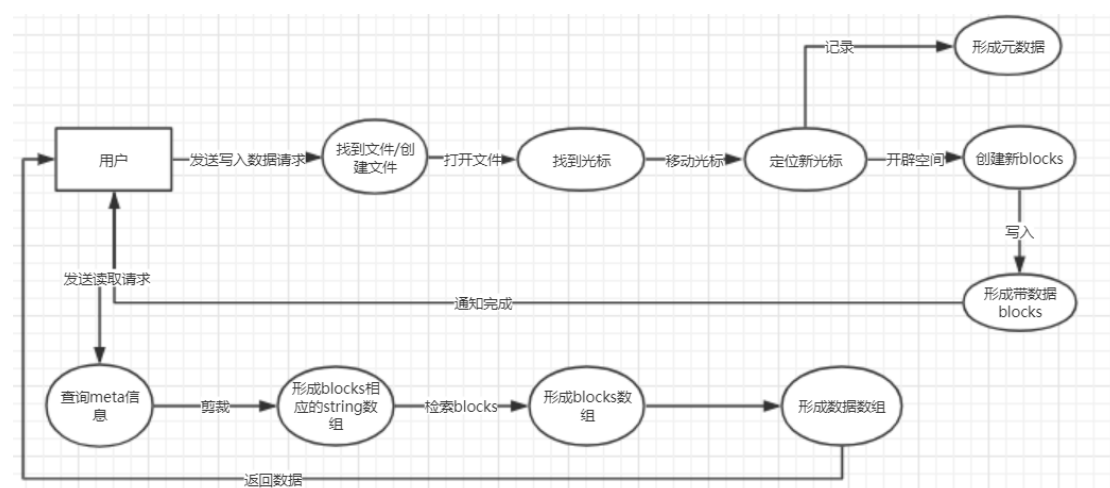 记录
形成元数据
用户
发送写入数据请求
找到文件/创
建文件
打开文件
找到光标
移动光标
定位新光标
开辟空间
创建新blocks
写入
发送读取请求
通知完成
形成带数据
blocks
查询meta信
息
剪裁
形成blocks相
应的string数
组
检索blocks
形成blocks数
组
形成数据数组
返回数据